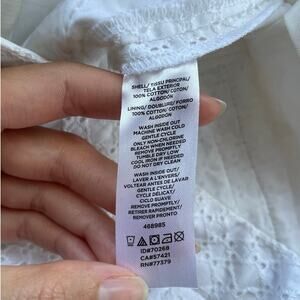 SHELL/ TISSU PRINCIPAL/
TELA EXTERIOR
100% COTTON/ COTON/
ALGODON
LINING/ DOUBLURE/ FORRO
100% COTTON/ COTON/
ALGODON
WASH INSIDE OUT
MACHINE WASH COLD
GENTLE CYCLE
ONLY NON-CHLORINE
BLEACH WHEN NEEDED
REMOVE PROMPTLY
TUMBLE DRY LOW
COOL IRON IF NEEDED
DO NOT DRY CLEAN
WASH INSIDE OUT/
LAVER A L'ENVERS/
VOLTEAR ANTES DE LAVAR
GENTLE CYCLE/
CYCLE DÉLICAT/
CICLO SUAVE
REMOVE PROMPTLY/
RETIRER RAPIDEMENT/
REMOVER PRONTO
468985
ID#70268
CA#57421
RN#77379